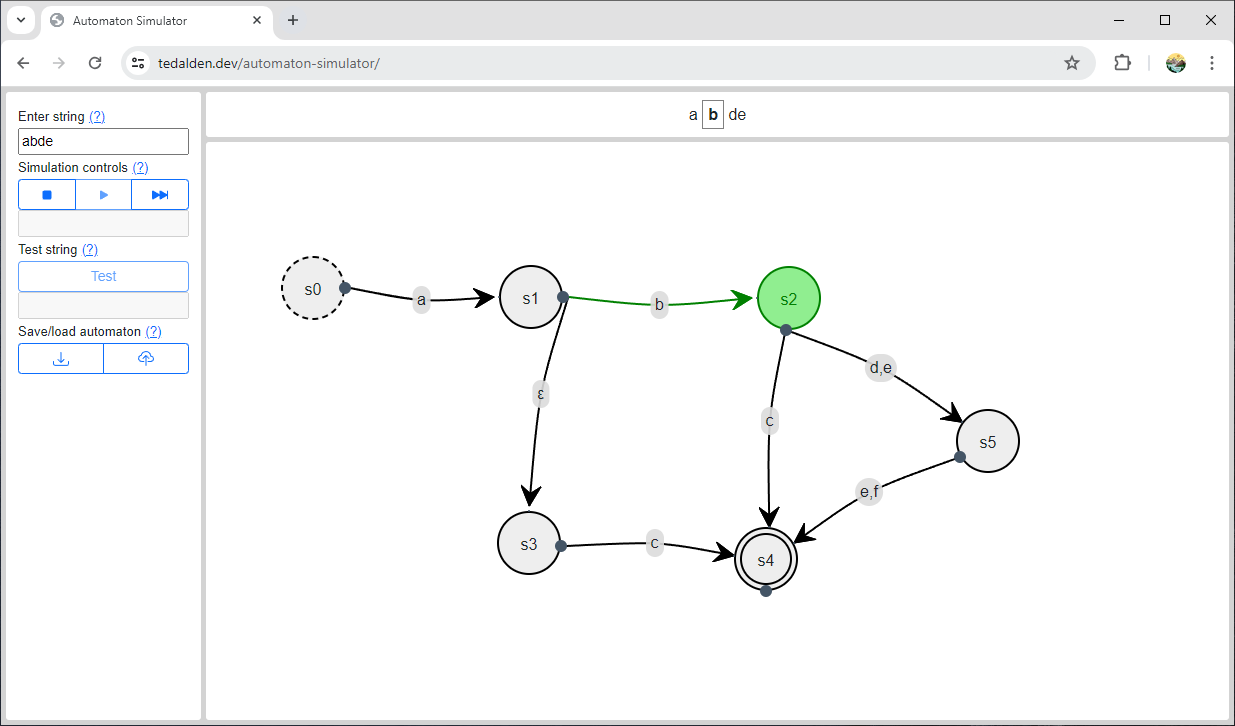 Automaton Simulator
tedalden.dev/automaton-simulator/
Enter string (?)
abde
Simulation controls (?)
Test string (?)
Test
Save/load automaton (?)
a b de
s0
a
s1
b
s2
d,e
ε
c
s5
e,f
s3
c
s4